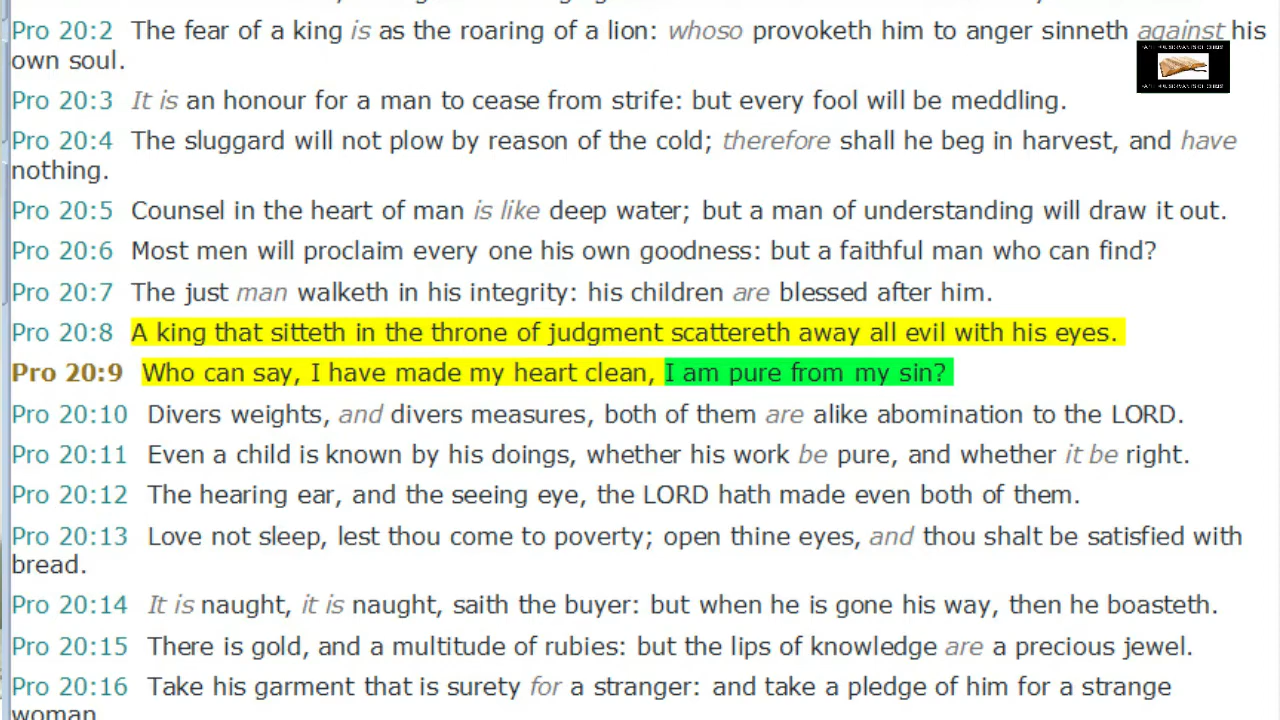 Pro 20:2 The fear of a king is as the roaring of a lion: whoso provoketh him to anger sinneth against his
own soul.
Pro 20:3 It is an honour for a man to cease from strife: but every fool will be meddling.
Pro 20:4 The sluggard will not plow by reason of the cold; therefore shall he beg in harvest, and have
nothing.
Pro 20:5 Counsel in the heart of man is like deep water; but a man of understanding will draw it out.
Pro 20:6 Most men will proclaim every one his own goodness: but a faithful man who can find?
Pro 20:7 The just man walketh in his integrity: his children are blessed after him.
Pro 20:8 A king that sitteth in the throne of judgment scattereth away all evil with his eyes.
Pro 20:9 Who can say, I have made my heart clean, I am pure from my sin?
Pro 20:10 Divers weights, and divers measures, both of them are alike abomination to the LORD.
Pro 20:11 Even a child is known by his doings, whether his work be pure, and whether it be right.
Pro 20:12 The hearing ear, and the seeing eye, the LORD hath made even both of them.
Pro 20:13 Love not sleep, lest thou come to poverty; open thine eyes, and thou shalt be satisfied with
bread.
Pro 20:14 It is naught, it is naught, saith the buyer: but when he is gone his way, then he boasteth.
Pro 20:15 There is gold, and a multitude of rubies: but the lips of knowledge are a precious jewel.
Pro 20:16 Take his garment that is surety for a stranger: and take a pledge of him for a strange
woman.